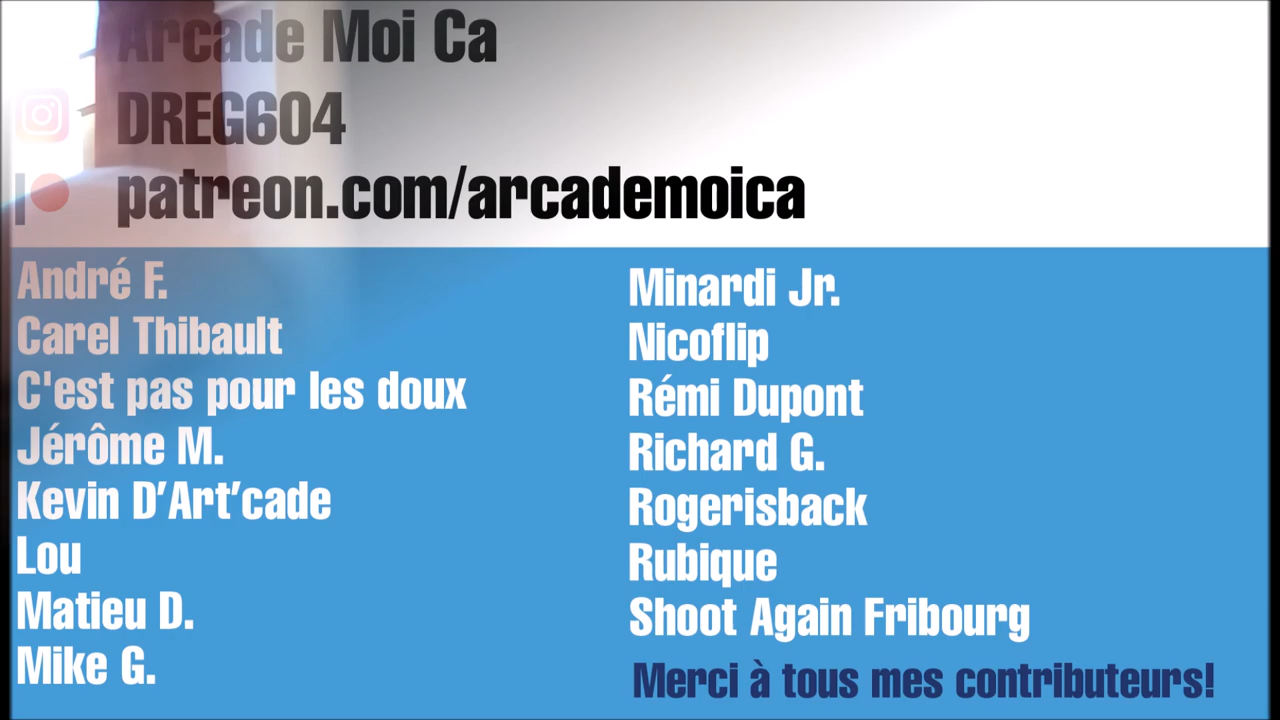 Arcade Moi Ca
DREG604
patreon.com/arcademoica
André F.
Carel Thibault
C'est pas pour les doux
Jérôme M.
Kevin D’Art’cade
Lou
Matieu D.
Mike G.
Minardi Jr.
Nicoflip
Rémi Dupont
Richard G.
Rogerisback
Rubique
Shoot Again Fribourg
Merci à tous mes contributeurs!